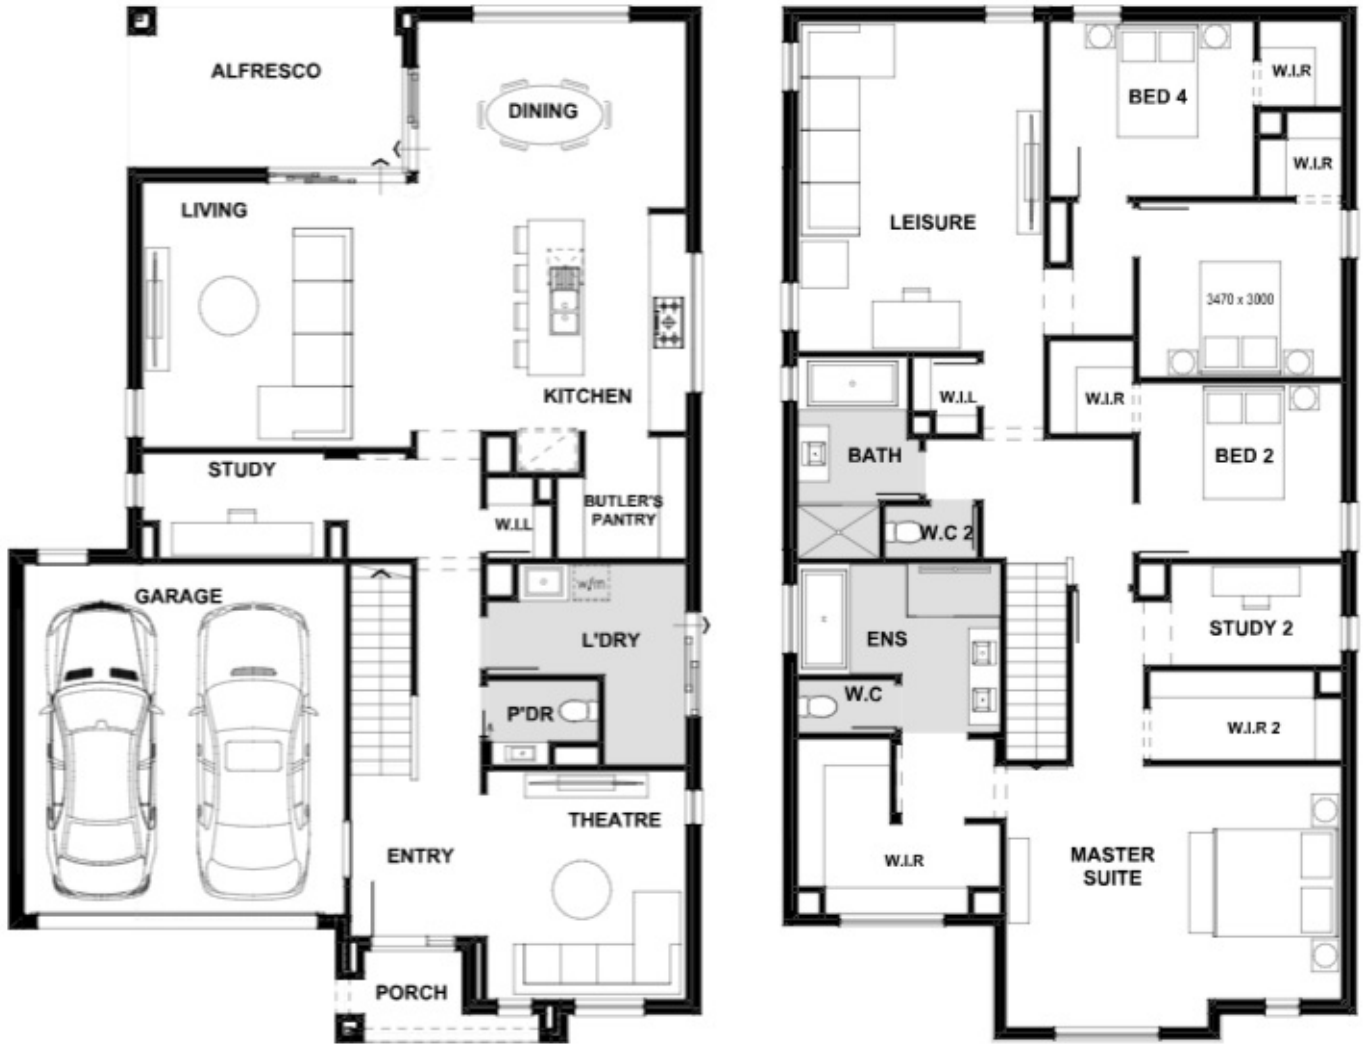 ALFRESCO
DINING
LIVING
KITCHEN
STUDY
W.I.L
BUTLER'S
PANTRY
GARAGE
w/m
L'DRY
P'DR
THEATRE
ENTRY
PORCH
LEISURE
BED 4
W.I.R
W.I.R
3470 x 3000
W.I.L
W.I.R
BATH
BED 2
W.C 2
ENS
STUDY 2
W.C
W.I.R 2
W.I.R
MASTER
SUITE